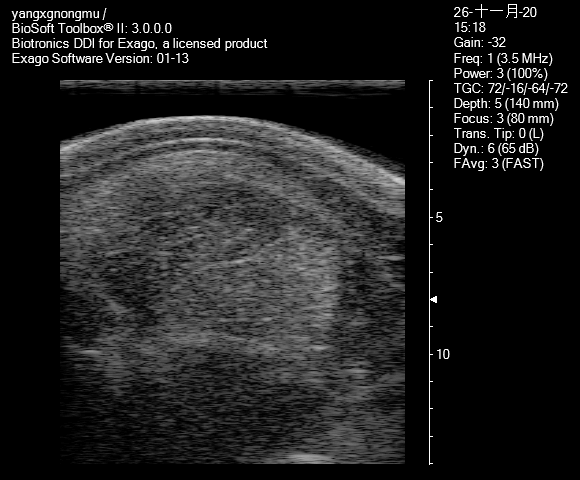 yangxgnongmu /
BioSoft Toolbox® II: 3.0.0.0
Biotronics DDI for Exago, a licensed product
Exago Software Version: 01-13
26-十一月-20
15:18
Gain: -32
Freq: 1 (3.5 MHz)
Power: 3 (100%)
TGC: 72/-16/-64/-72
Depth: 5 (140 mm)
Focus: 3 (80 mm)
Trans. Tip: 0 (L)
Dyn.: 6 (65 dB)
FAvg: 3 (FAST)
5
10